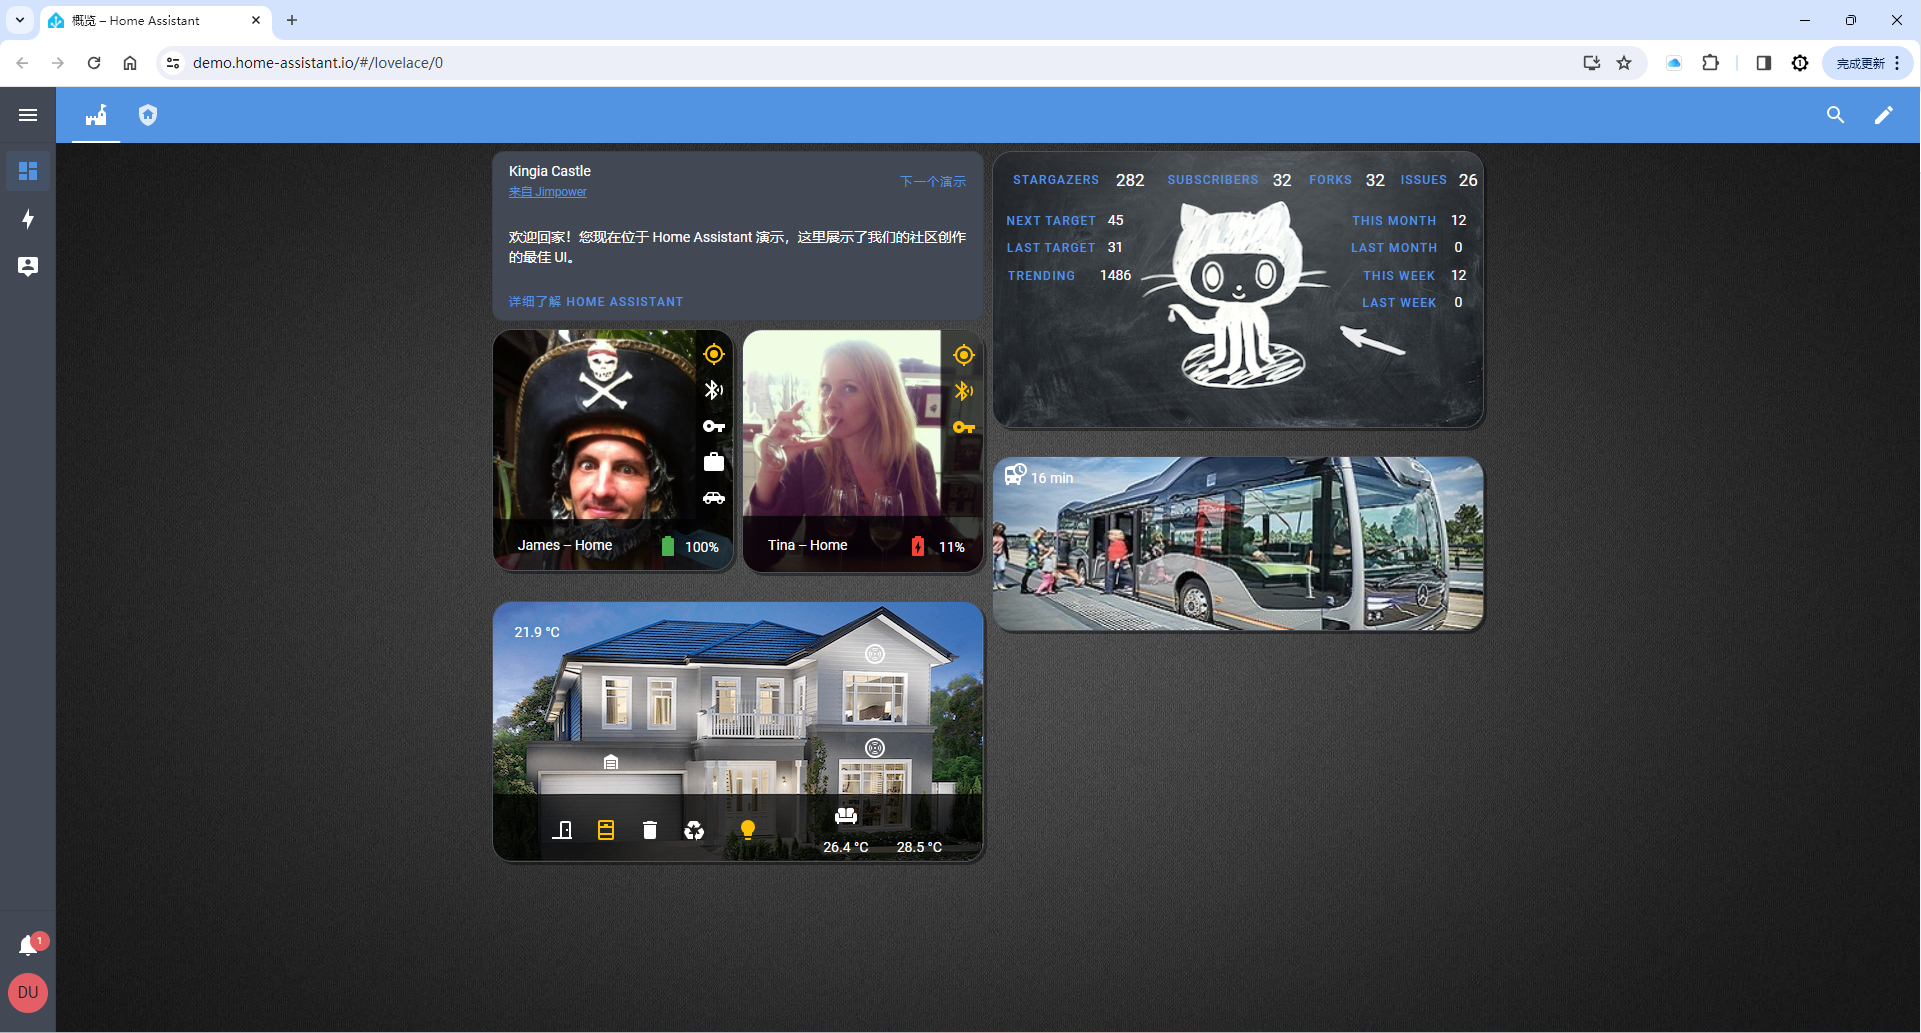 概览 – Home Assistant
demo.home-assistant.io/#/lovelace/0
完成更新
Kingia Castle
来自 Jimpower
下一个演示
欢迎回家！您现在位于 Home Assistant 演示，这里展示了我们的社区创作
的最佳 UI。
详细了解 HOME ASSISTANT
STARGAZERS 282 SUBSCRIBERS 32 FORKS 32 ISSUES 26
NEXT TARGET 45
LAST TARGET 31
TRENDING 1486
THIS MONTH 12
LAST MONTH 0
THIS WEEK 12
LAST WEEK 0
James – Home 100%
Tina – Home 11%
16 min
21.9 °C
26.4 °C 28.5 °C
1
DU